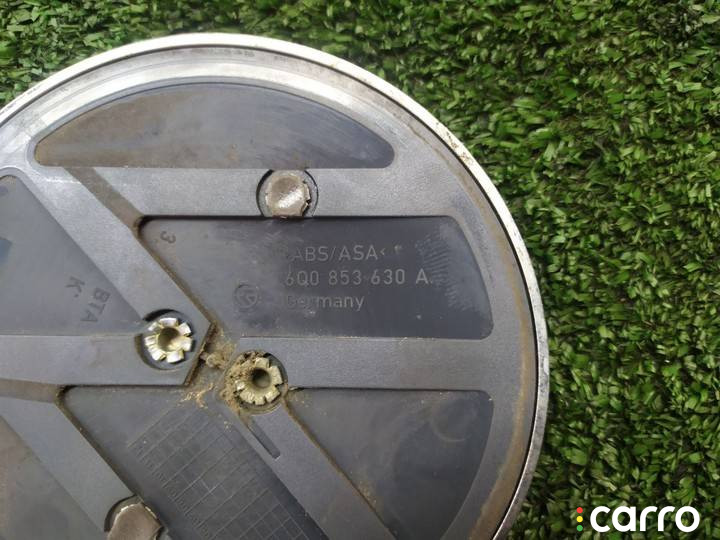 3
>ABS/ASA<
6Q0 853 630 A
Germany
BTA
K
carro